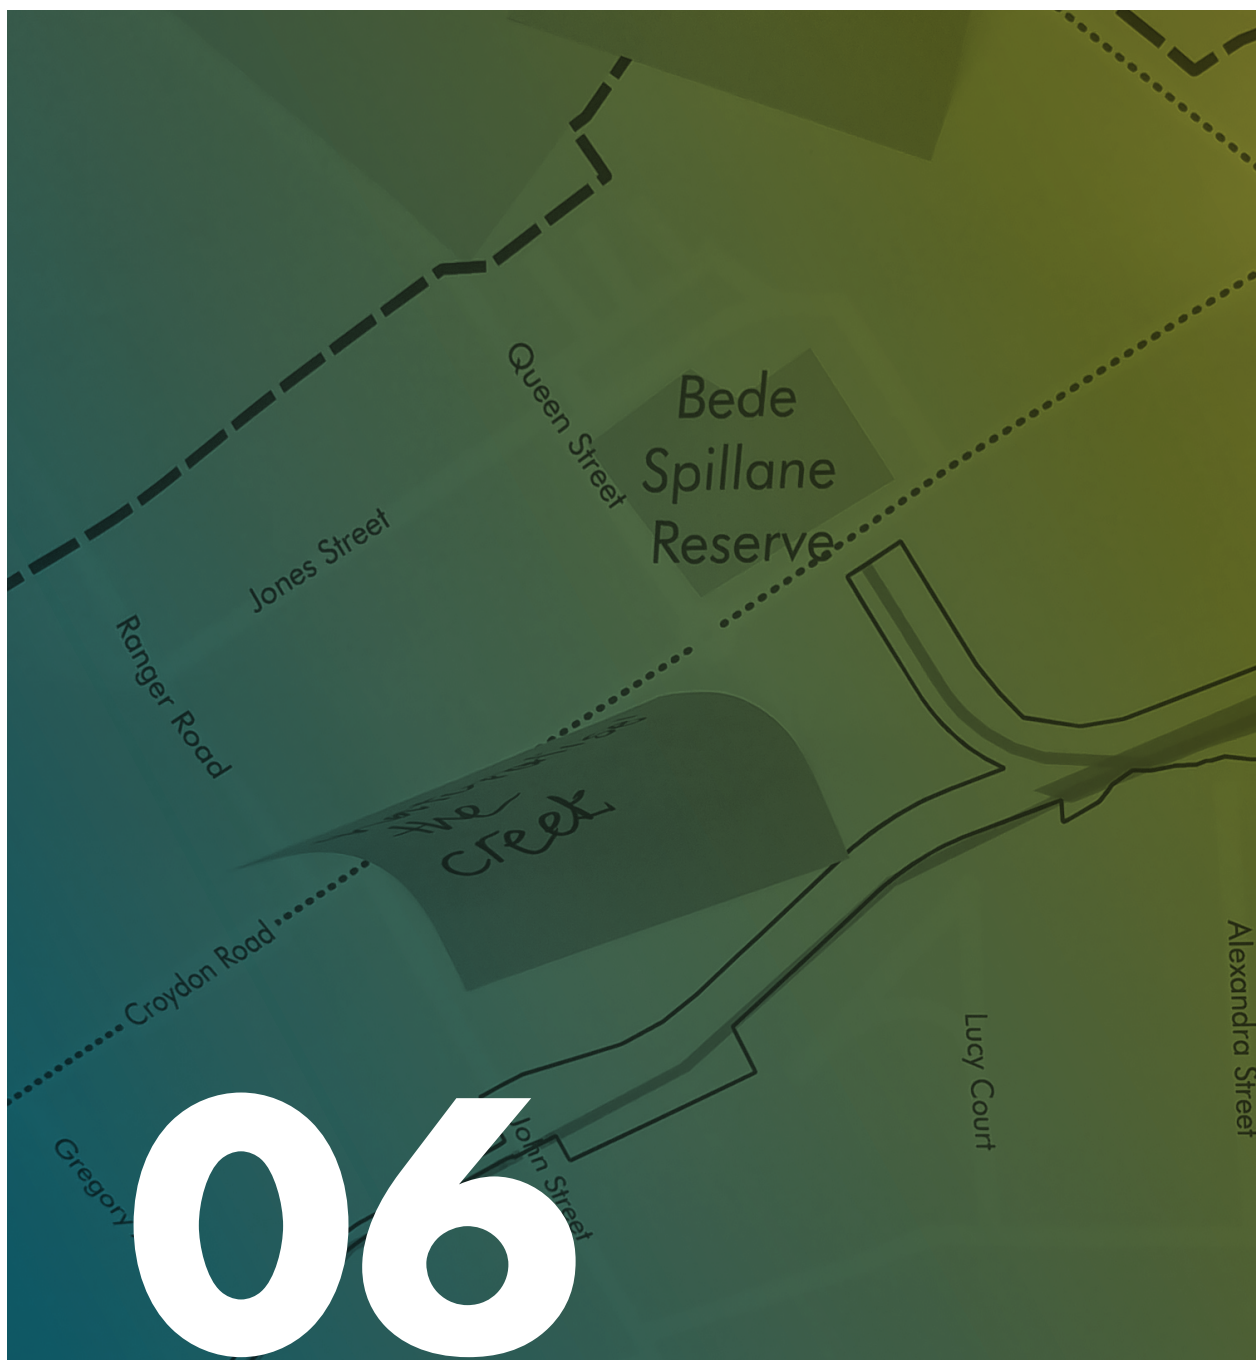 Queen Street
Bede
Spillane
Reserve
Jones Street
Ranger Road
the
creek
Croydon Road
Alexandra Street
Lucy Court
John Street
Gregory
06